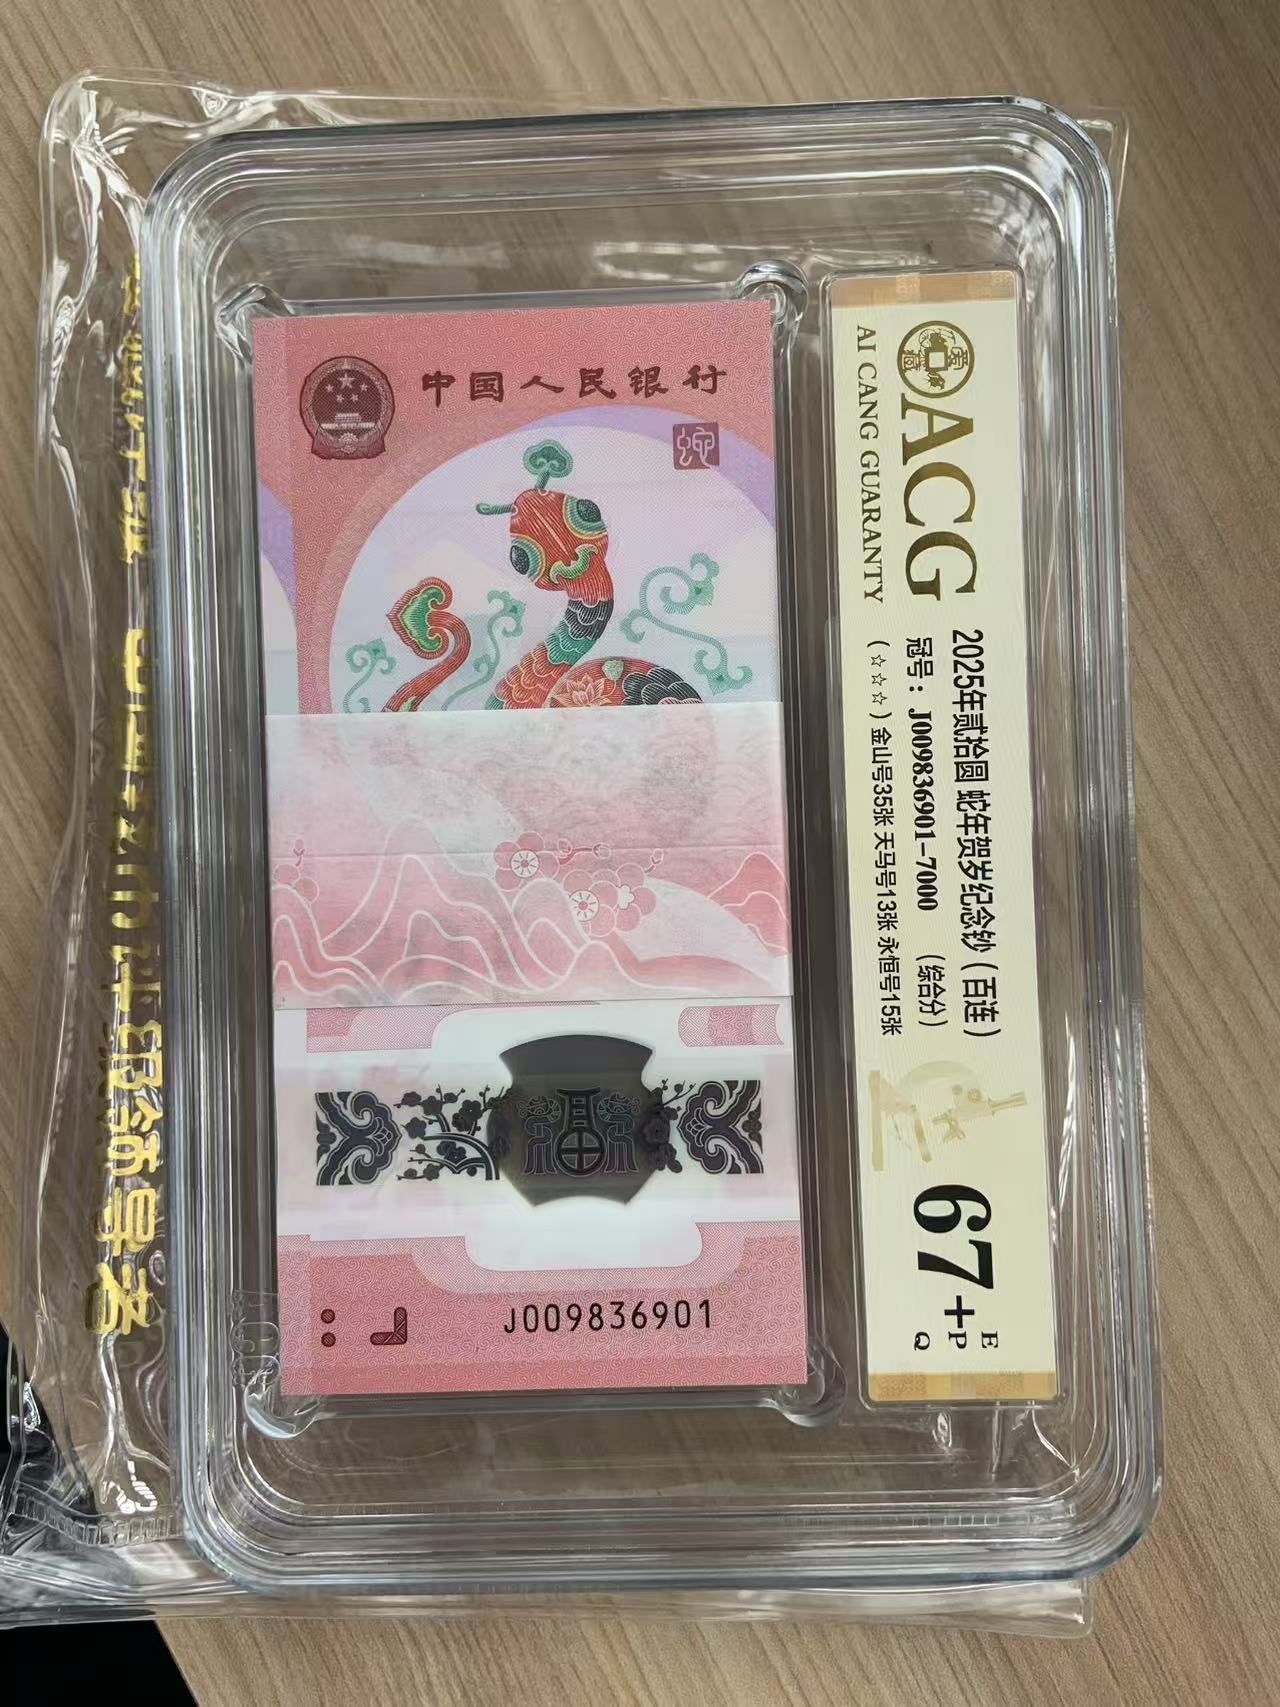 中国人民银行
蛇
J009836901
ACG
AI CANG GUARANTY
2025年贰拾圆 蛇年贺岁纪念钞（百连）
冠号：J009836901-7000 （综合分）
（☆☆☆）金山号35张 天马号13张 永恒号15张
67+
E
P
Q